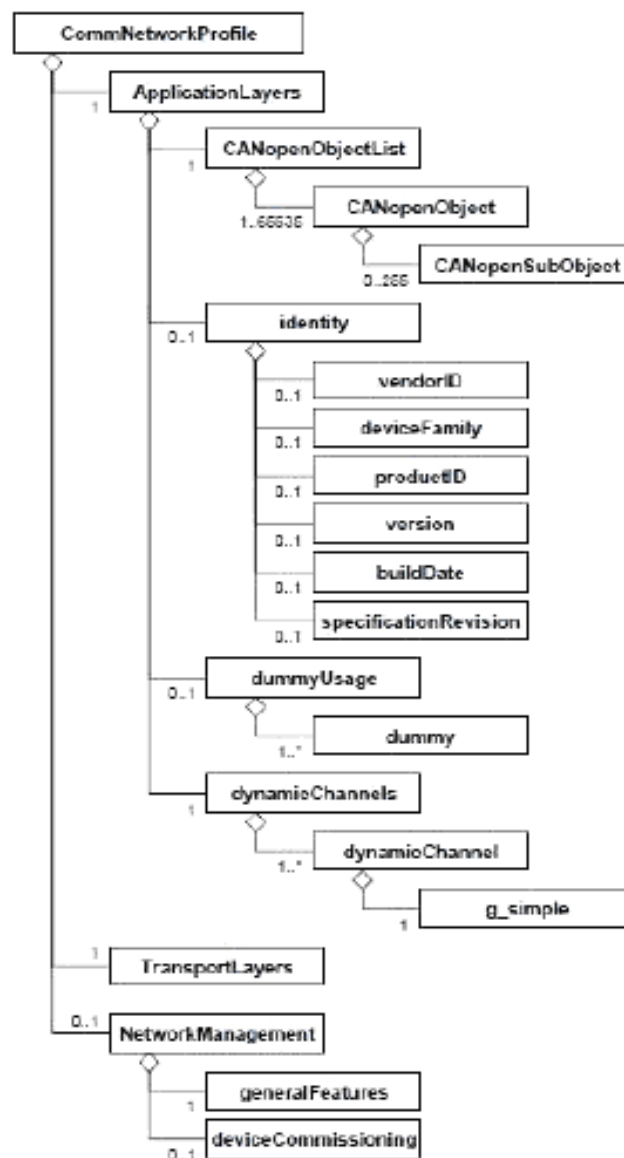 CommNetworkProfile
1
ApplicationLayers
1
CANopenObjectList
1..65535
CANopenObject
0..255
CANopenSubObject
0..1
identity
0..1
vendorID
0..1
deviceFamily
0..1
productID
0..1
version
0..1
buildDate
0..1
specificationRevision
0..1
dummyUsage
1..*
dummy
1
dynamicChannels
1..*
dynamicChannel
1
g_simple
1
TransportLayers
0..1
NetworkManagement
1
generalFeatures
0..1
deviceCommissioning